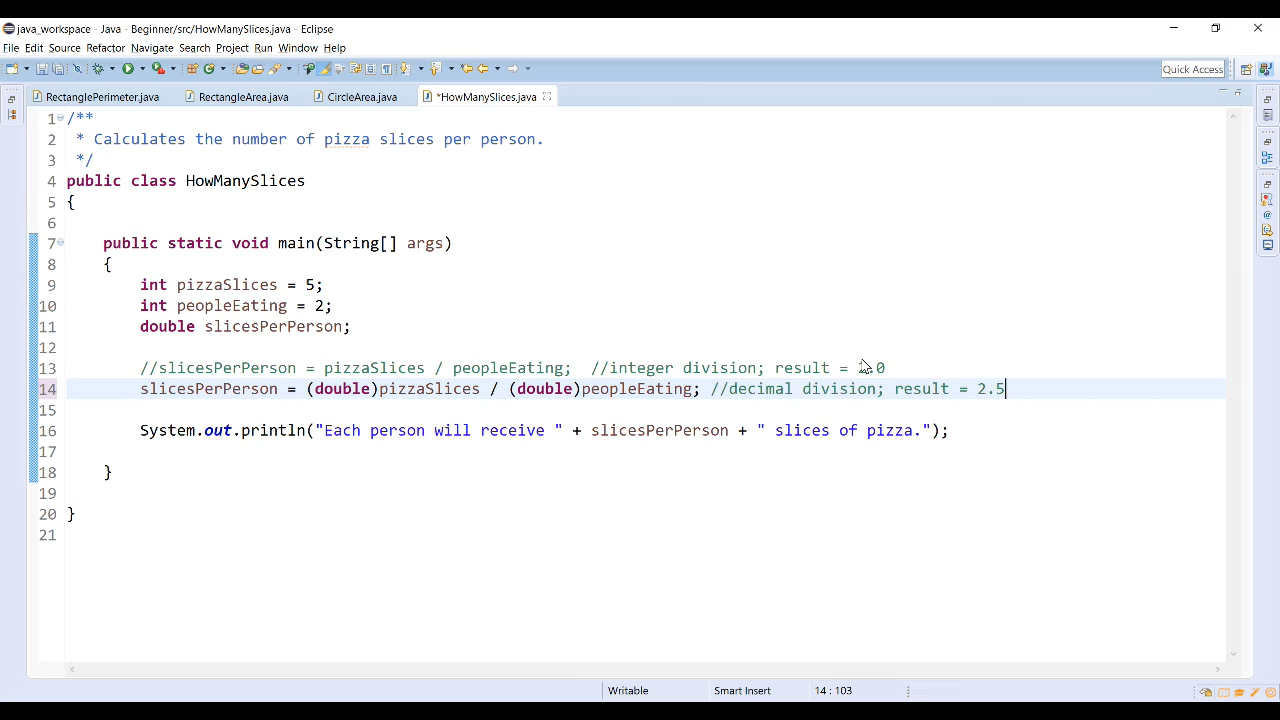 java_workspace - Java - Beginner/src/HowManySlices.java - Eclipse
File Edit Source Refactor Navigate Search Project Run Window Help
Quick Access
RectanglePerimeter.java RectangleArea.java CircleArea.java *HowManySlices.java
1 /**
2  * Calculates the number of pizza slices per person.
3  */
4 public class HowManySlices
5 {
6
7     public static void main(String[] args)
8     {
9         int pizzaSlices = 5;
10         int peopleEating = 2;
11         double slicesPerPerson;
12
13         //slicesPerPerson = pizzaSlices / peopleEating;  //integer division; result =
14         slicesPerPerson = (double)pizzaSlices / (double)peopleEating; //decimal division; result = 2.5
15
16         System.out.println("Each person will receive " + slicesPerPerson + " slices of pizza.");
17
18     }
19
20 }
21
Writable Smart Insert 14 : 103